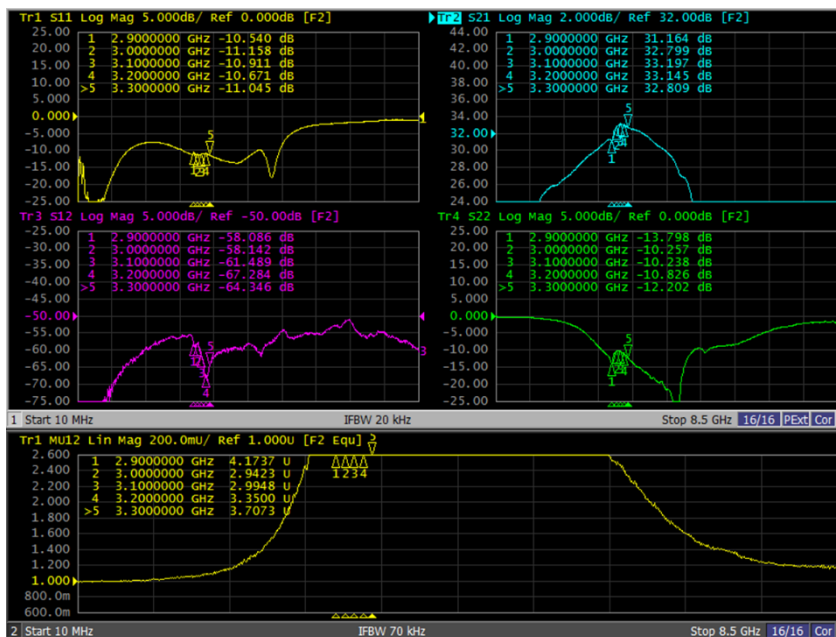 Tr1 S11 Log Mag 5.000dB/ Ref 0.000dB [F2]
25.00
20.00
15.00
10.00
5.000
0.000
-5.000
-10.00
-15.00
-20.00
-25.00
1 2.9000000 GHz -10.540 dB
2 3.0000000 GHz -11.158 dB
3 3.1000000 GHz -10.911 dB
4 3.2000000 GHz -10.671 dB
>5 3.3000000 GHz -11.045 dB
5
1
Tr2 S21 Log Mag 2.000dB/ Ref 32.00dB [F2]
44.00
42.00
40.00
38.00
36.00
34.00
32.00
30.00
28.00
26.00
24.00
1 2.9000000 GHz 31.164 dB
2 3.0000000 GHz 32.799 dB
3 3.1000000 GHz 33.197 dB
4 3.2000000 GHz 33.145 dB
>5 3.3000000 GHz 32.809 dB
5
1
Tr3 S12 Log Mag 5.000dB/ Ref -50.00dB [F2]
-25.00
-30.00
-35.00
-40.00
-45.00
-50.00
-55.00
-60.00
-65.00
-70.00
-75.00
1 2.9000000 GHz -58.086 dB
2 3.0000000 GHz -58.142 dB
3 3.1000000 GHz -61.489 dB
4 3.2000000 GHz -67.284 dB
>5 3.3000000 GHz -64.346 dB
5
3
4
3
Tr4 S22 Log Mag 5.000dB/ Ref 0.000dB [F2]
25.00
20.00
15.00
10.00
5.000
0.000
-5.000
-10.00
-15.00
-20.00
-25.00
1 2.9000000 GHz -13.798 dB
2 3.0000000 GHz -10.257 dB
3 3.1000000 GHz -10.238 dB
4 3.2000000 GHz -10.826 dB
>5 3.3000000 GHz -12.202 dB
5
1
1 Start 10 MHz IFBW 20 kHz Stop 8.5 GHz 16/16 PExt Cor
Tr1 MU12 Lin Mag 200.0mU/ Ref 1.000U [F2 Equ]
2.600
2.400
2.200
2.000
1.800
1.600
1.400
1.200
1.000
800.0m
600.0m
1 2.9000000 GHz 4.1737 U
2 3.0000000 GHz 2.9423 U
3 3.1000000 GHz 2.9948 U
4 3.2000000 GHz 3.3500 U
>5 3.3000000 GHz 3.7073 U
5
1234
2 Start 10 MHz IFBW 70 kHz Stop 8.5 GHz 16/16 Cor